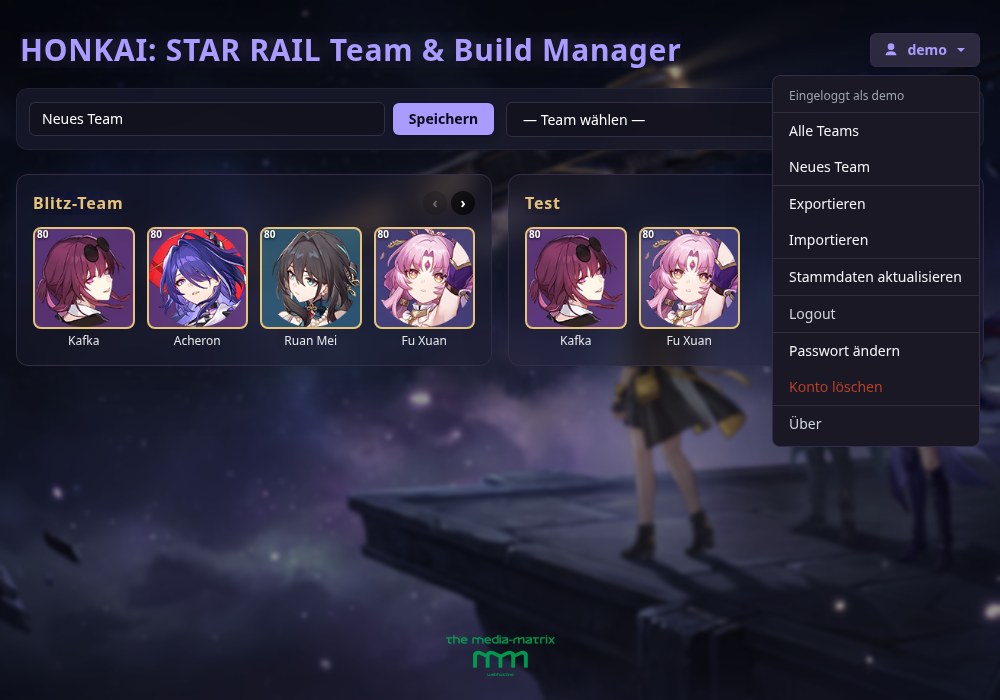 HONKAI: STAR RAIL Team & Build Manager
demo
Neues Team
Speichern
— Team wählen —
Eingeloggt als demo
Alle Teams
Neues Team
Exportieren
Importieren
Stammdaten aktualisieren
Logout
Passwort ändern
Konto löschen
Über
Blitz-Team
‹ ›
80
80
80
80
Kafka
Acheron
Ruan Mei
Fu Xuan
Test
80
80
Kafka
Fu Xuan
the media-matrix